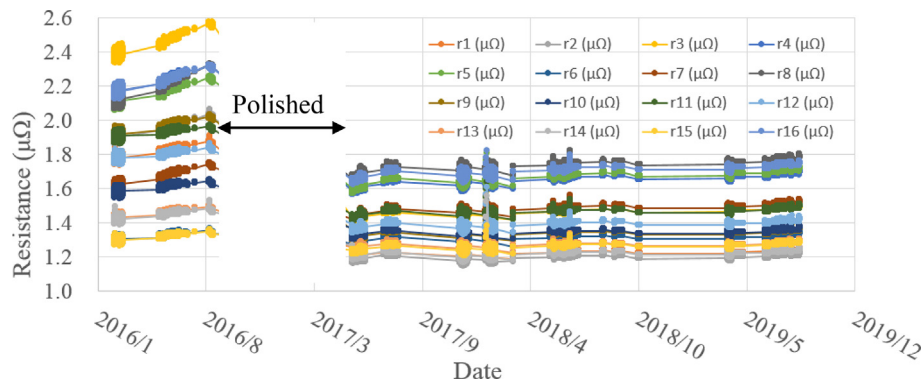 2.6
2.4
2.2
2.0
1.8
1.6
1.4
1.2
1.0
Resistance (μΩ)
Polished
r1 (μΩ) r2 (μΩ) r3 (μΩ) r4 (μΩ)
r5 (μΩ) r6 (μΩ) r7 (μΩ) r8 (μΩ)
r9 (μΩ) r10 (μΩ) r11 (μΩ) r12 (μΩ)
r13 (μΩ) r14 (μΩ) r15 (μΩ) r16 (μΩ)
2016/1 2016/8 2017/3 2017/9 2018/4 2018/10 2019/5 2019/12
Date